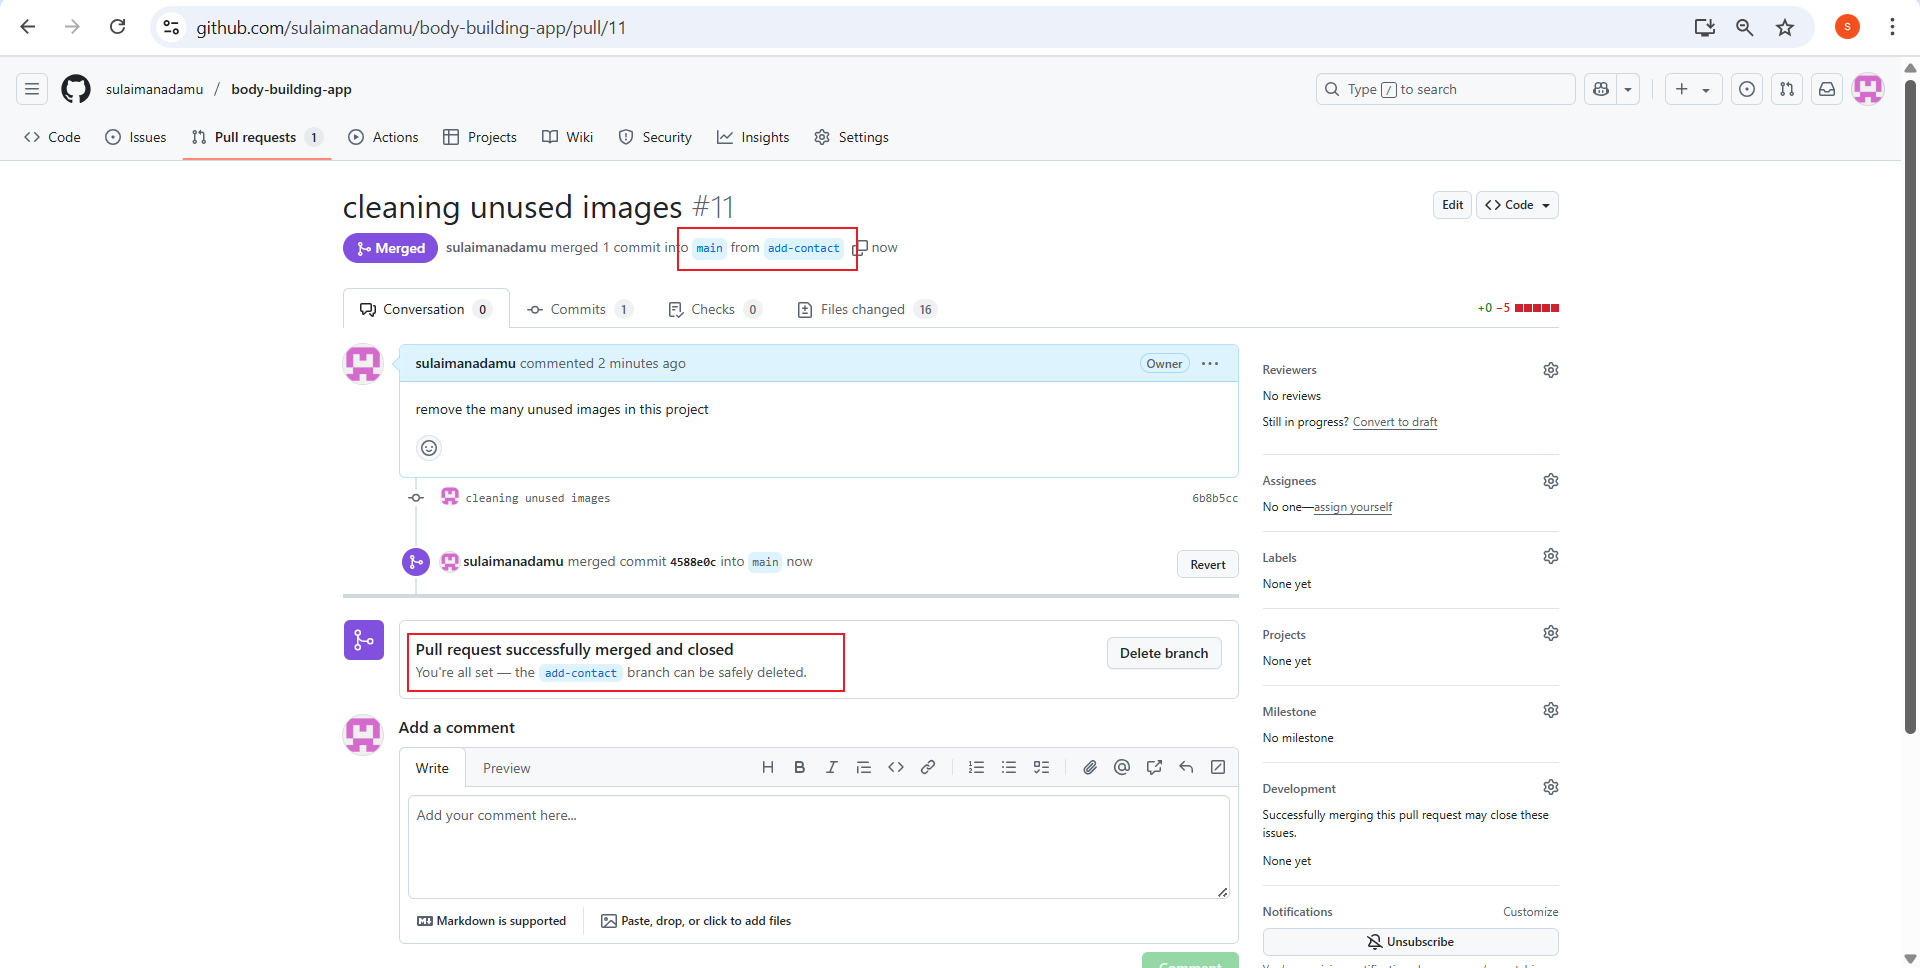 github.com/sulaimanadamu/body-building-app/pull/11
S
sulaimanadamu / body-building-app
Type / to search
Code
Issues
Pull requests 1
Actions
Projects
Wiki
Security
Insights
Settings
cleaning unused images #11
Edit
<> Code
Merged
sulaimanadamu merged 1 commit into main from add-contact now
Conversation 0
Commits 1
Checks 0
Files changed 16
+0 −5
sulaimanadamu commented 2 minutes ago
Owner
remove the many unused images in this project
cleaning unused images
6b8b5cc
sulaimanadamu merged commit 4588e0c into main now
Revert
Pull request successfully merged and closed
You're all set — the add-contact branch can be safely deleted.
Delete branch
Add a comment
Write
Preview
H B I
Add your comment here...
Markdown is supported
Paste, drop, or click to add files
Comment
Reviewers
No reviews
Still in progress? Convert to draft
Assignees
No one—assign yourself
Labels
None yet
Projects
None yet
Milestone
No milestone
Development
Successfully merging this pull request may close these
issues.
None yet
Notifications
Customize
Unsubscribe